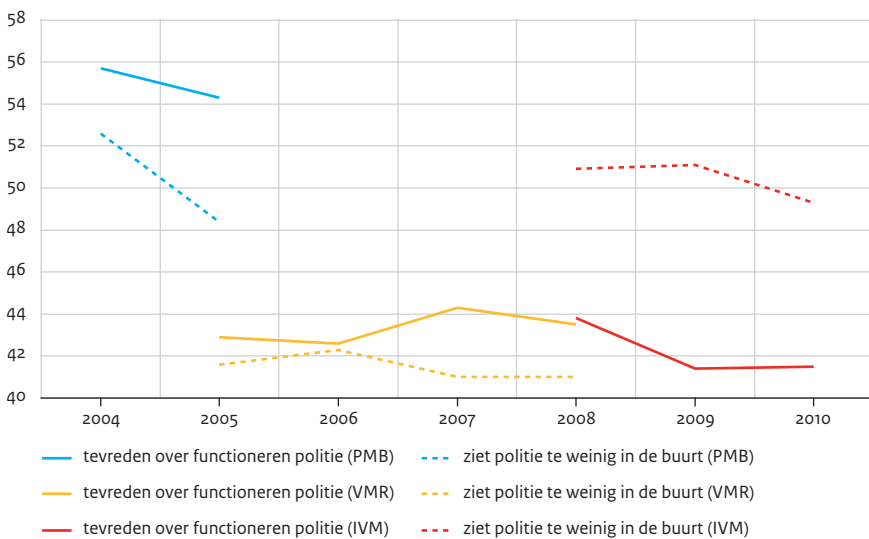 58
56
54
52
50
48
46
44
42
40
2004 2005 2006 2007 2008 2009 2010
tevreden over functioneren politie (PMB) ziet politie te weinig in de buurt (PMB)
tevreden over functioneren politie (VMR) ziet politie te weinig in de buurt (VMR)
tevreden over functioneren politie (IVM) ziet politie te weinig in de buurt (IVM)